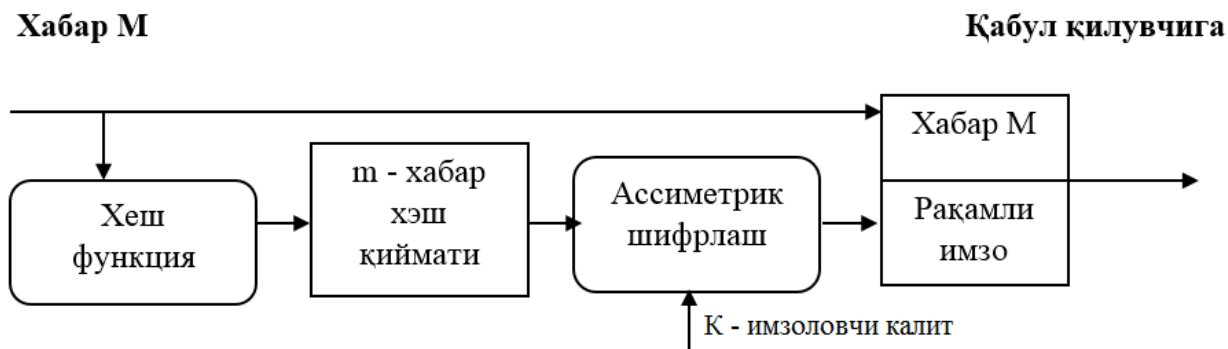 Хабар М
Қабул қилувчига
Хабар М
Хеш
функция
m - хабар
хэш
қиймати
Ассиметрик
шифрлаш
Рақамли
имзо
К - имзоловчи калит